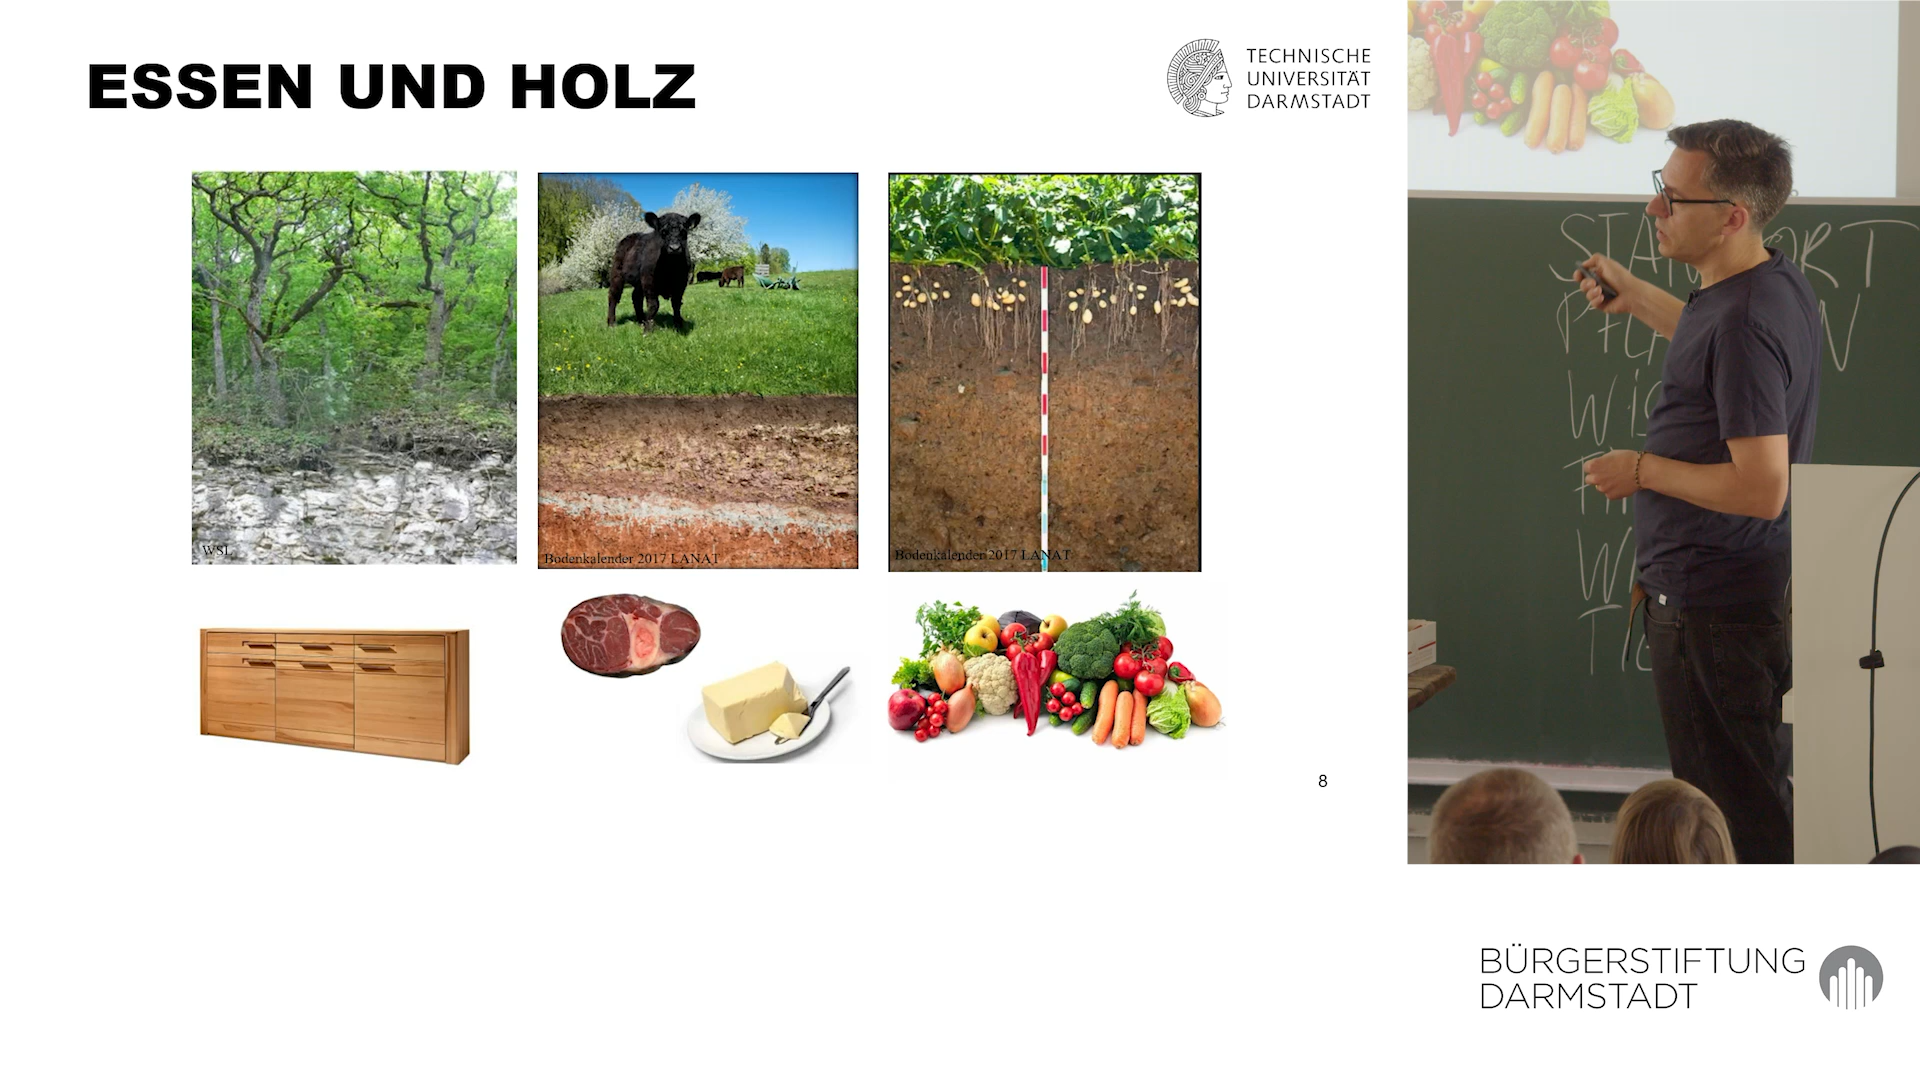 ESSEN UND HOLZ
TECHNISCHE
UNIVERSITÄT
DARMSTADT
WSL
Bodenkalender 2017 LANAT
Bodenkalender 2017 LANAT
8
BÜRGERSTIFTUNG
DARMSTADT